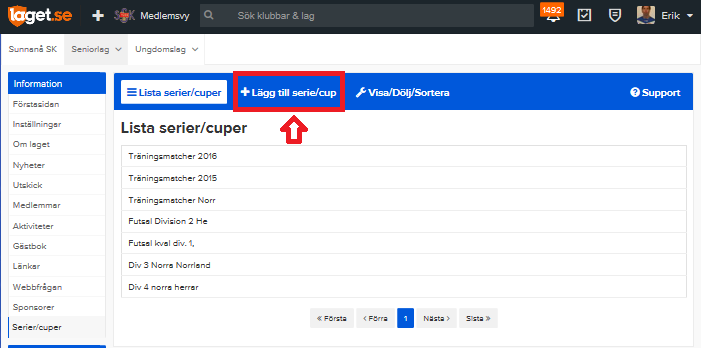 laget.se
Medlemsvy
Sök klubbar & lag
1492
Erik
Sunnanå SK
Seniorlag
Ungdomslag
Information
Förstasidan
Inställningar
Om laget
Nyheter
Utskick
Medlemmar
Aktiviteter
Gästbok
Länkar
Webbfrågan
Sponsorer
Serier/cuper
Lista serier/cuper
Lägg till serie/cup
Visa/Dölj/Sortera
Support
Lista serier/cuper
Träningsmatcher 2016
Träningsmatcher 2015
Träningsmatcher Norr
Futsal Division 2 He
Futsal kval div. 1,
Div 3 Norra Norrland
Div 4 norra herrar
« Första ‹ Förra 1 Nästa › Sista »